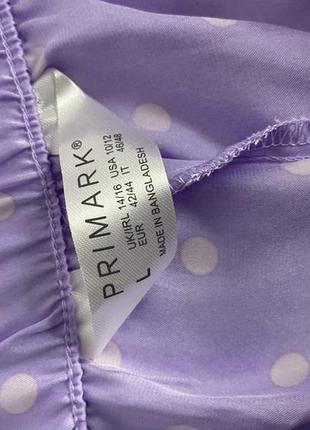 PRIMARK®
UK/IRL 14/16 USA 10/12
EUR 42/44 IT 46/48
L
MADE IN BANGLADESH